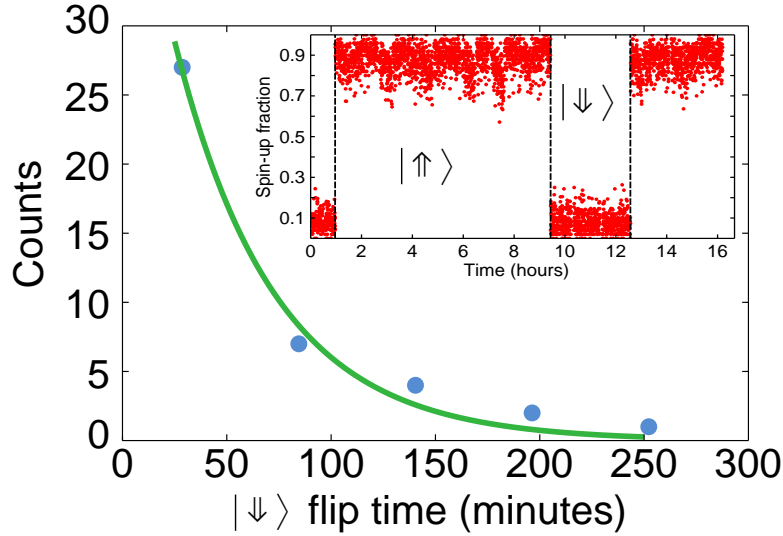 30
25
20
15
10
5
0
Counts
0 50 100 150 200 250 300
|⇓⟩ flip time (minutes)
0.9
0.7
0.5
0.3
0.1
Spin-up fraction
|⇑⟩
|⇓⟩
0 2 4 6 8 10 12 14 16
Time (hours)